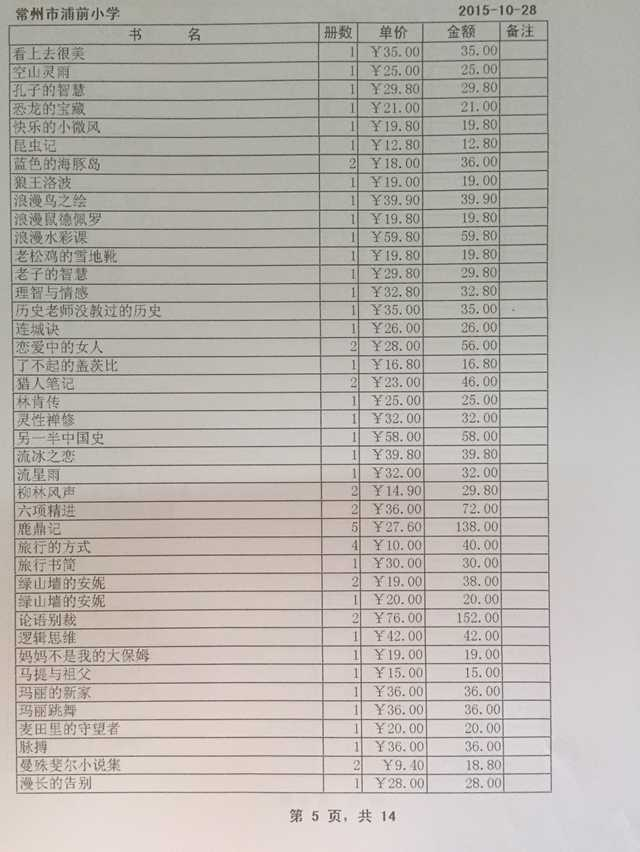 常州市浦前小学 2015-10-28
书 名 册数 单价 金额 备注
看上去很美 1 ¥35.00 35.00
空山灵雨 1 ¥25.00 25.00
孔子的智慧 1 ¥29.80 29.80
恐龙的宝藏 1 ¥21.00 21.00
快乐的小微风 1 ¥19.80 19.80
昆虫记 1 ¥12.80 12.80
蓝色的海豚岛 2 ¥18.00 36.00
狼王洛波 1 ¥19.00 19.00
浪漫鸟之绘 1 ¥39.90 39.90
浪漫鼠德佩罗 1 ¥19.80 19.80
浪漫水彩课 1 ¥59.80 59.80
老松鸡的雪地靴 1 ¥19.80 19.80
老子的智慧 1 ¥29.80 29.80
理智与情感 1 ¥32.80 32.80
历史老师没教过的历史 1 ¥35.00 35.00
连城诀 1 ¥26.00 26.00
恋爱中的女人 2 ¥28.00 56.00
了不起的盖茨比 1 ¥16.80 16.80
猎人笔记 2 ¥23.00 46.00
林肯传 1 ¥25.00 25.00
灵性禅修 1 ¥32.00 32.00
另一半中国史 1 ¥58.00 58.00
流冰之恋 1 ¥39.80 39.80
流星雨 1 ¥32.00 32.00
柳林风声 2 ¥14.90 29.80
六项精进 2 ¥36.00 72.00
鹿鼎记 5 ¥27.60 138.00
旅行的方式 4 ¥10.00 40.00
旅行书简 1 ¥30.00 30.00
绿山墙的安妮 2 ¥19.00 38.00
绿山墙的安妮 1 ¥20.00 20.00
论语别裁 2 ¥76.00 152.00
逻辑思维 1 ¥42.00 42.00
妈妈不是我的大保姆 1 ¥19.00 19.00
马提与祖父 1 ¥15.00 15.00
玛丽的新家 1 ¥36.00 36.00
玛丽跳舞 1 ¥36.00 36.00
麦田里的守望者 1 ¥20.00 20.00
脉搏 1 ¥36.00 36.00
曼殊斐尔小说集 2 ¥9.40 18.80
漫长的告别 1 ¥28.00 28.00
第 5 页，共 14